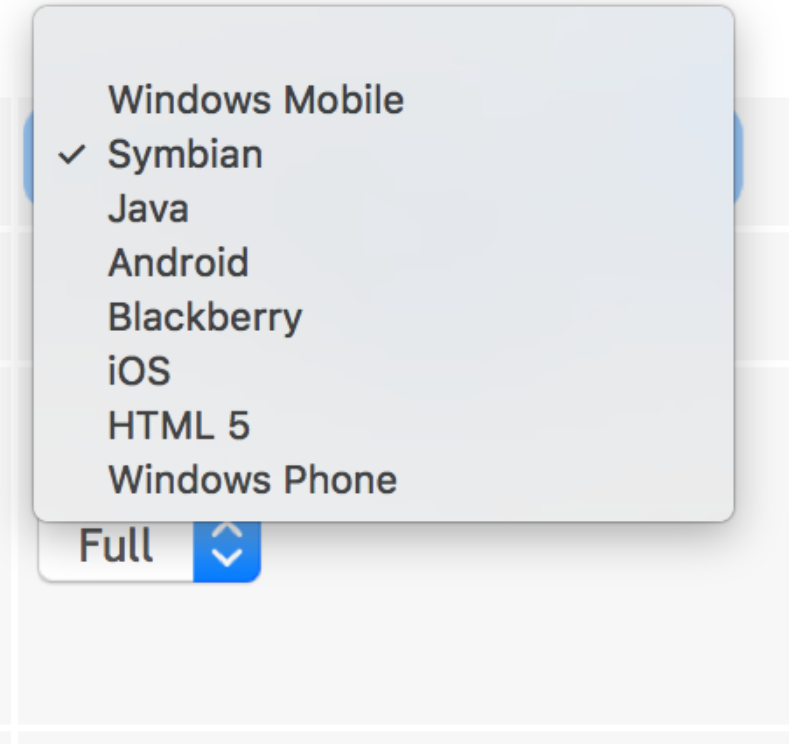 Windows Mobile
Symbian
Java
Android
Blackberry
iOS
HTML 5
Windows Phone
Full